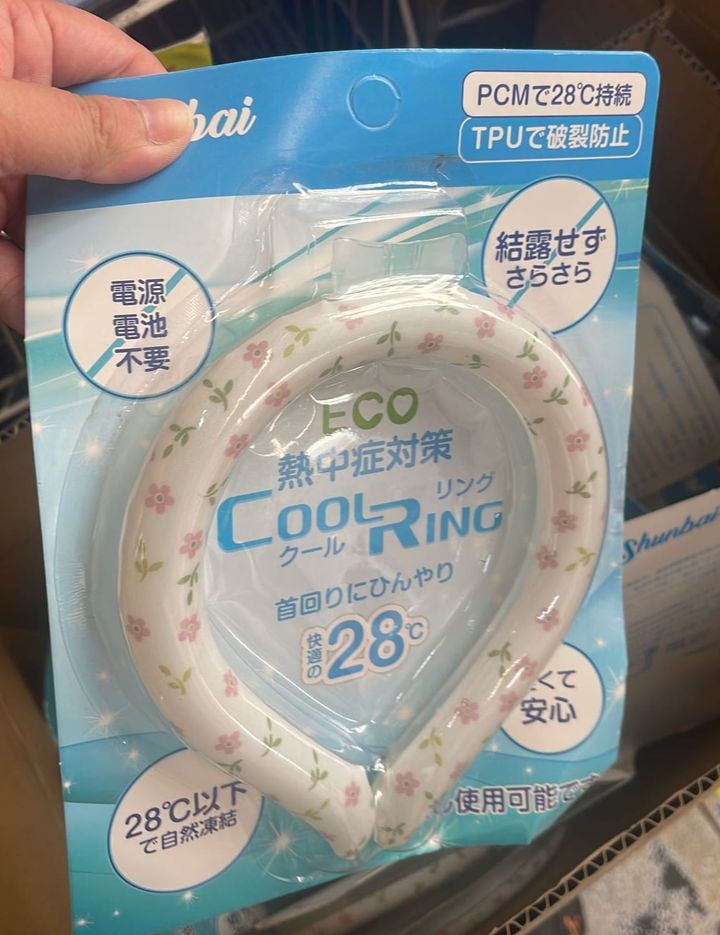 PCMで28℃持続
TPUで破裂防止
電源
電池
不要
結露せず
さらさら
ECO
熱中症対策
COOL RING
クール
リング
首回りにひんやり
快適の
28℃
くて
安心
28℃以下
で自然凍結
使用可能で
Shunbai